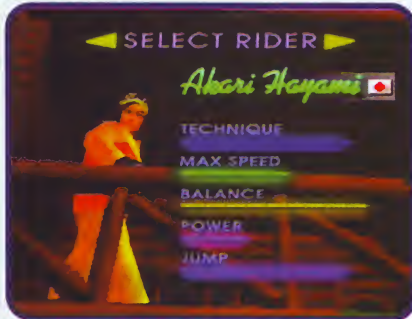 SELECT RIDER
Akari Hayami
TECHNIQUE
MAX SPEED
BALANCE
POWER
JUMP